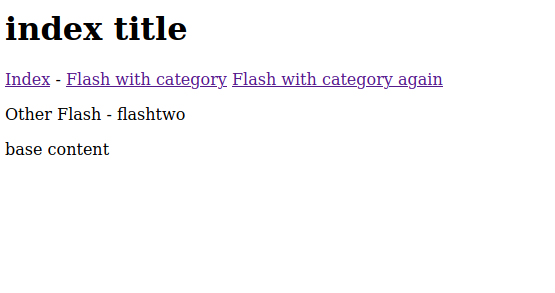 index title
Index - Flash with category Flash with category again
Other Flash - flashtwo
base content